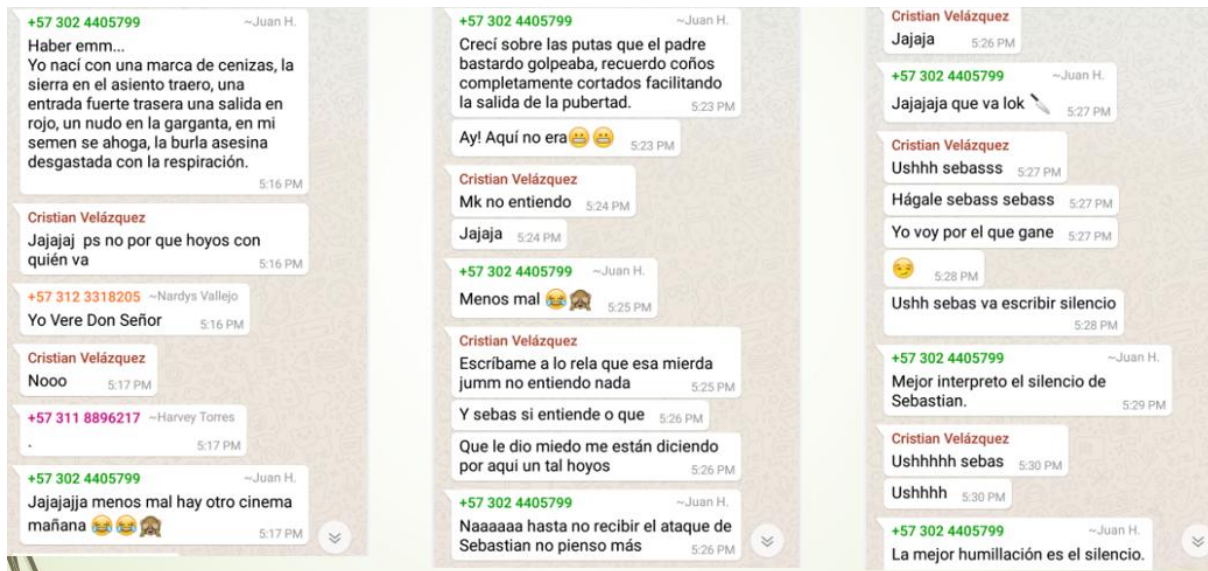 +57 302 4405799 ~Juan H.
Haber emm...
Yo nací con una marca de cenizas, la
sierra en el asiento traero, una
entrada fuerte trasera una salida en
rojo, un nudo en la garganta, en mi
semen se ahoga, la burla asesina
desgastada con la respiración.
5:16 PM
Cristian Velázquez
Jajajaj ps no por que hoyos con
quién va 5:16 PM
+57 312 3318205 ~Nardys Vallejo
Yo Vere Don Señor 5:16 PM
Cristian Velázquez
Nooo 5:17 PM
+57 311 8896217 ~Harvey Torres
. 5:17 PM
+57 302 4405799 ~Juan H.
Jajajajja menos mal hay otro cinema
mañana 😂😂🙈 5:17 PM
+57 302 4405799 ~Juan H.
Crecí sobre las putas que el padre
bastardo golpeaba, recuerdo coños
completamente cortados facilitando
la salida de la pubertad. 5:23 PM
Ay! Aquí no era😬😬 5:23 PM
Cristian Velázquez
Mk no entiendo 5:24 PM
Jajaja 5:24 PM
+57 302 4405799 ~Juan H.
Menos mal 😂🙈 5:25 PM
Cristian Velázquez
Escríbame a lo rela que esa mierda
jumm no entiendo nada 5:25 PM
Y sebas si entiende o que 5:26 PM
Que le dio miedo me están diciendo
por aqui un tal hoyos 5:26 PM
+57 302 4405799 ~Juan H.
Naaaaaa hasta no recibir el ataque de
Sebastian no pienso más 5:26 PM
Cristian Velázquez
Jajaja 5:26 PM
+57 302 4405799 ~Juan H.
Jajajaja que va lok 🔪 5:27 PM
Cristian Velázquez
Ushhh sebasss 5:27 PM
Hágale sebass sebass 5:27 PM
Yo voy por el que gane 5:27 PM
😏 5:28 PM
Ushh sebas va escribir silencio
5:28 PM
+57 302 4405799 ~Juan H.
Mejor interpreto el silencio de
Sebastian. 5:29 PM
Cristian Velázquez
Ushhhhh sebas 5:30 PM
Ushhhh 5:30 PM
+57 302 4405799 ~Juan H.
La mejor humillación es el silencio.